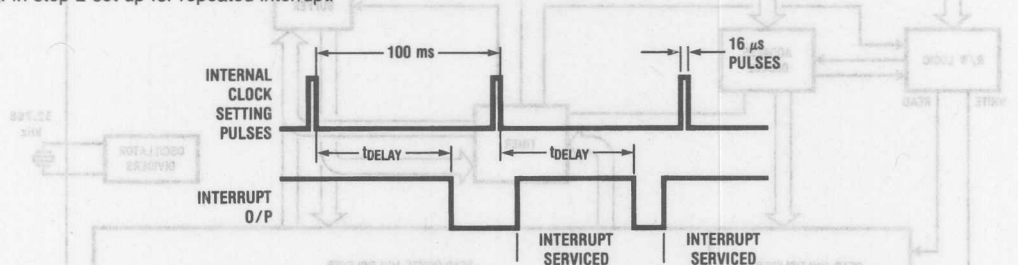 in step 2 set up for repeated interrupt.
100 ms
16 µs
PULSES
INTERNAL
CLOCK
SETTING
PULSES
tDELAY
tDELAY
INTERRUPT
O/P
INTERRUPT
SERVICED
INTERRUPT
SERVICED
R/W LOGIC
WRITE
READ
32.768
kHz
OSCILLATOR
DIVIDERS
TIMER